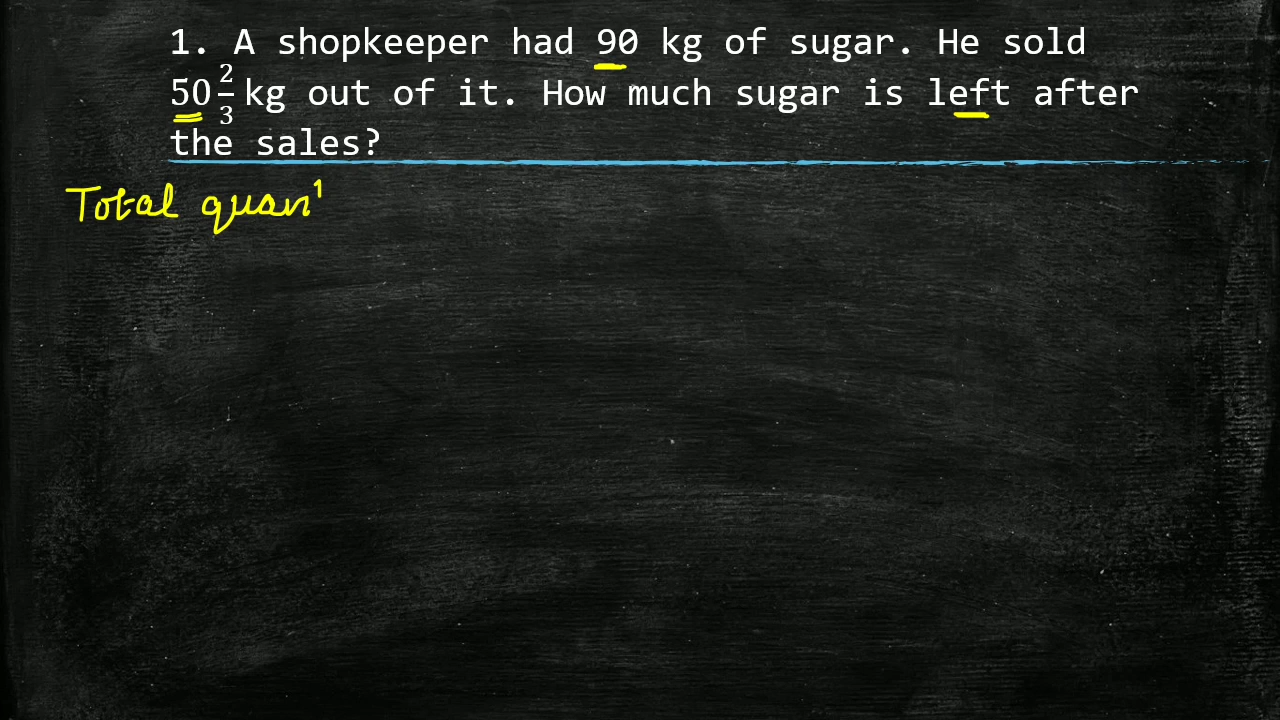 1. A shopkeeper had 90 kg of sugar. He sold
50 2/3 kg out of it. How much sugar is left after
the sales?
Total quan